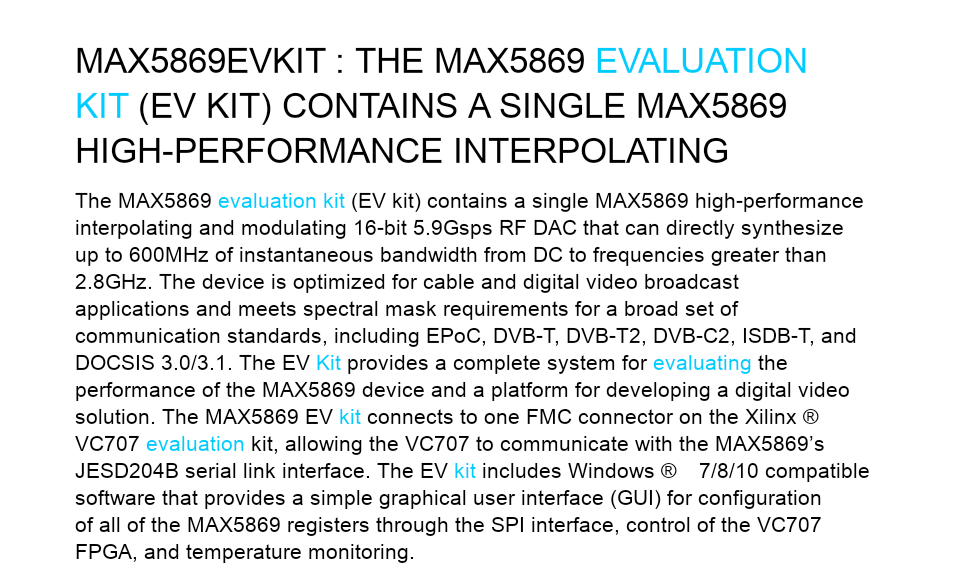 MAX5869EVKIT : THE MAX5869 EVALUATION
KIT (EV KIT) CONTAINS A SINGLE MAX5869
HIGH-PERFORMANCE INTERPOLATING
The MAX5869 evaluation kit (EV kit) contains a single MAX5869 high-performance
interpolating and modulating 16-bit 5.9Gsps RF DAC that can directly synthesize
up to 600MHz of instantaneous bandwidth from DC to frequencies greater than
2.8GHz. The device is optimized for cable and digital video broadcast
applications and meets spectral mask requirements for a broad set of
communication standards, including EPoC, DVB-T, DVB-T2, DVB-C2, ISDB-T, and
DOCSIS 3.0/3.1. The EV Kit provides a complete system for evaluating the
performance of the MAX5869 device and a platform for developing a digital video
solution. The MAX5869 EV kit connects to one FMC connector on the Xilinx ®
VC707 evaluation kit, allowing the VC707 to communicate with the MAX5869’s
JESD204B serial link interface. The EV kit includes Windows ® 7/8/10 compatible
software that provides a simple graphical user interface (GUI) for configuration
of all of the MAX5869 registers through the SPI interface, control of the VC707
FPGA, and temperature monitoring.